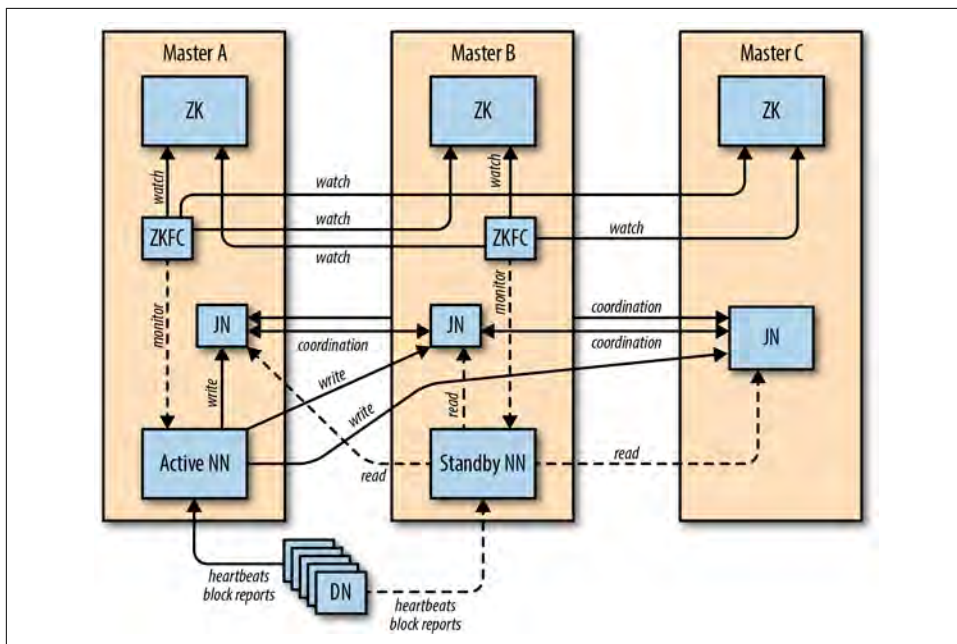 Master A
Master B
Master C
ZK
ZK
ZK
watch
watch
watch
ZKFC
watch
ZKFC
watch
watch
monitor
monitor
JN
JN
coordination
JN
coordination
coordination
write
write
write
read
Active NN
read
Standby NN
read
heartbeats
block reports
DN
heartbeats
block reports